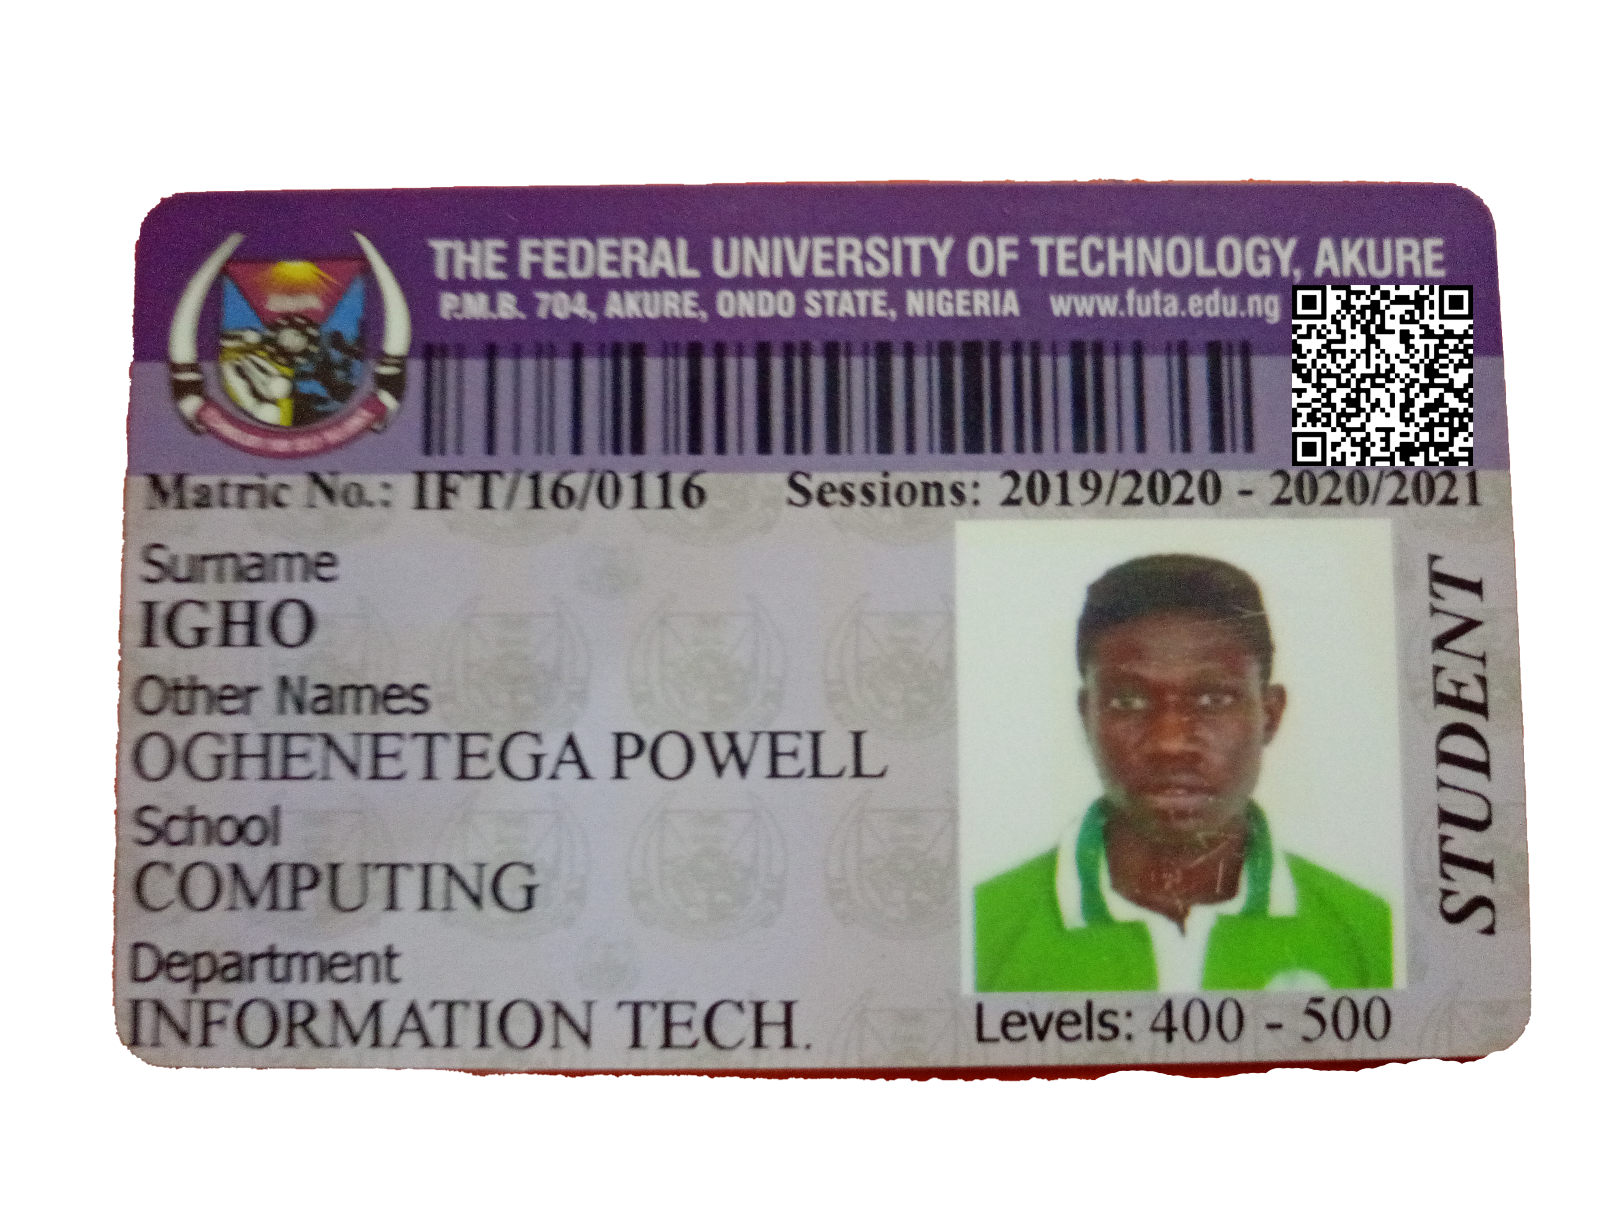 THE FEDERAL UNIVERSITY OF TECHNOLOGY, AKURE
P.M.B. 704, AKURE, ONDO STATE, NIGERIA www.futa.edu.ng
Matric No.: IFT/16/0116 Sessions: 2019/2020 - 2020/2021
Surname
IGHO
Other Names
OGHENETEGA POWELL
School
COMPUTING
Department
INFORMATION TECH.
Levels: 400 - 500
STUDENT